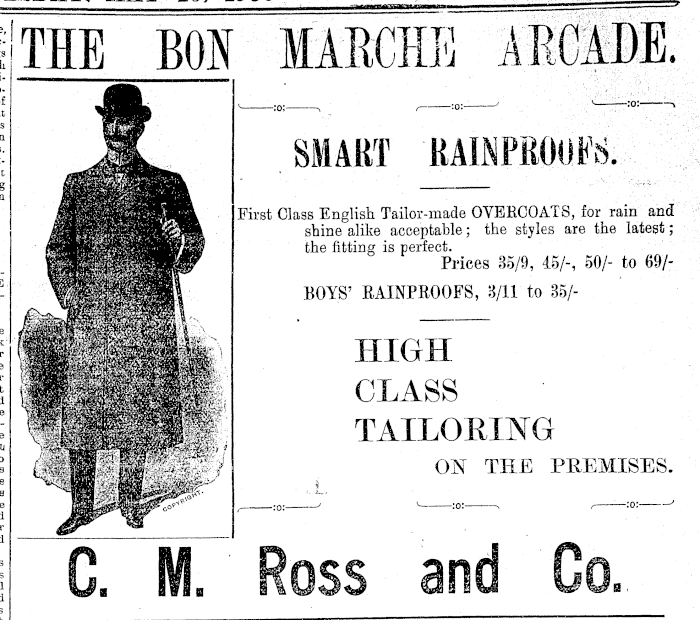 THE BON MARCHE ARCADE.
:o: :o: :o:
SMART RAINPROOFS.
First Class English Tailor-made OVERCOATS, for rain and
shine alike acceptable; the styles are the latest;
the fitting is perfect.
Prices 35/9, 45/-, 50/- to 69/-
BOYS' RAINPROOFS, 3/11 to 35/-
HIGH
CLASS
TAILORING
ON THE PREMISES.
COPYRIGHT.
:o: :o: :o:
C. M. Ross and Co.